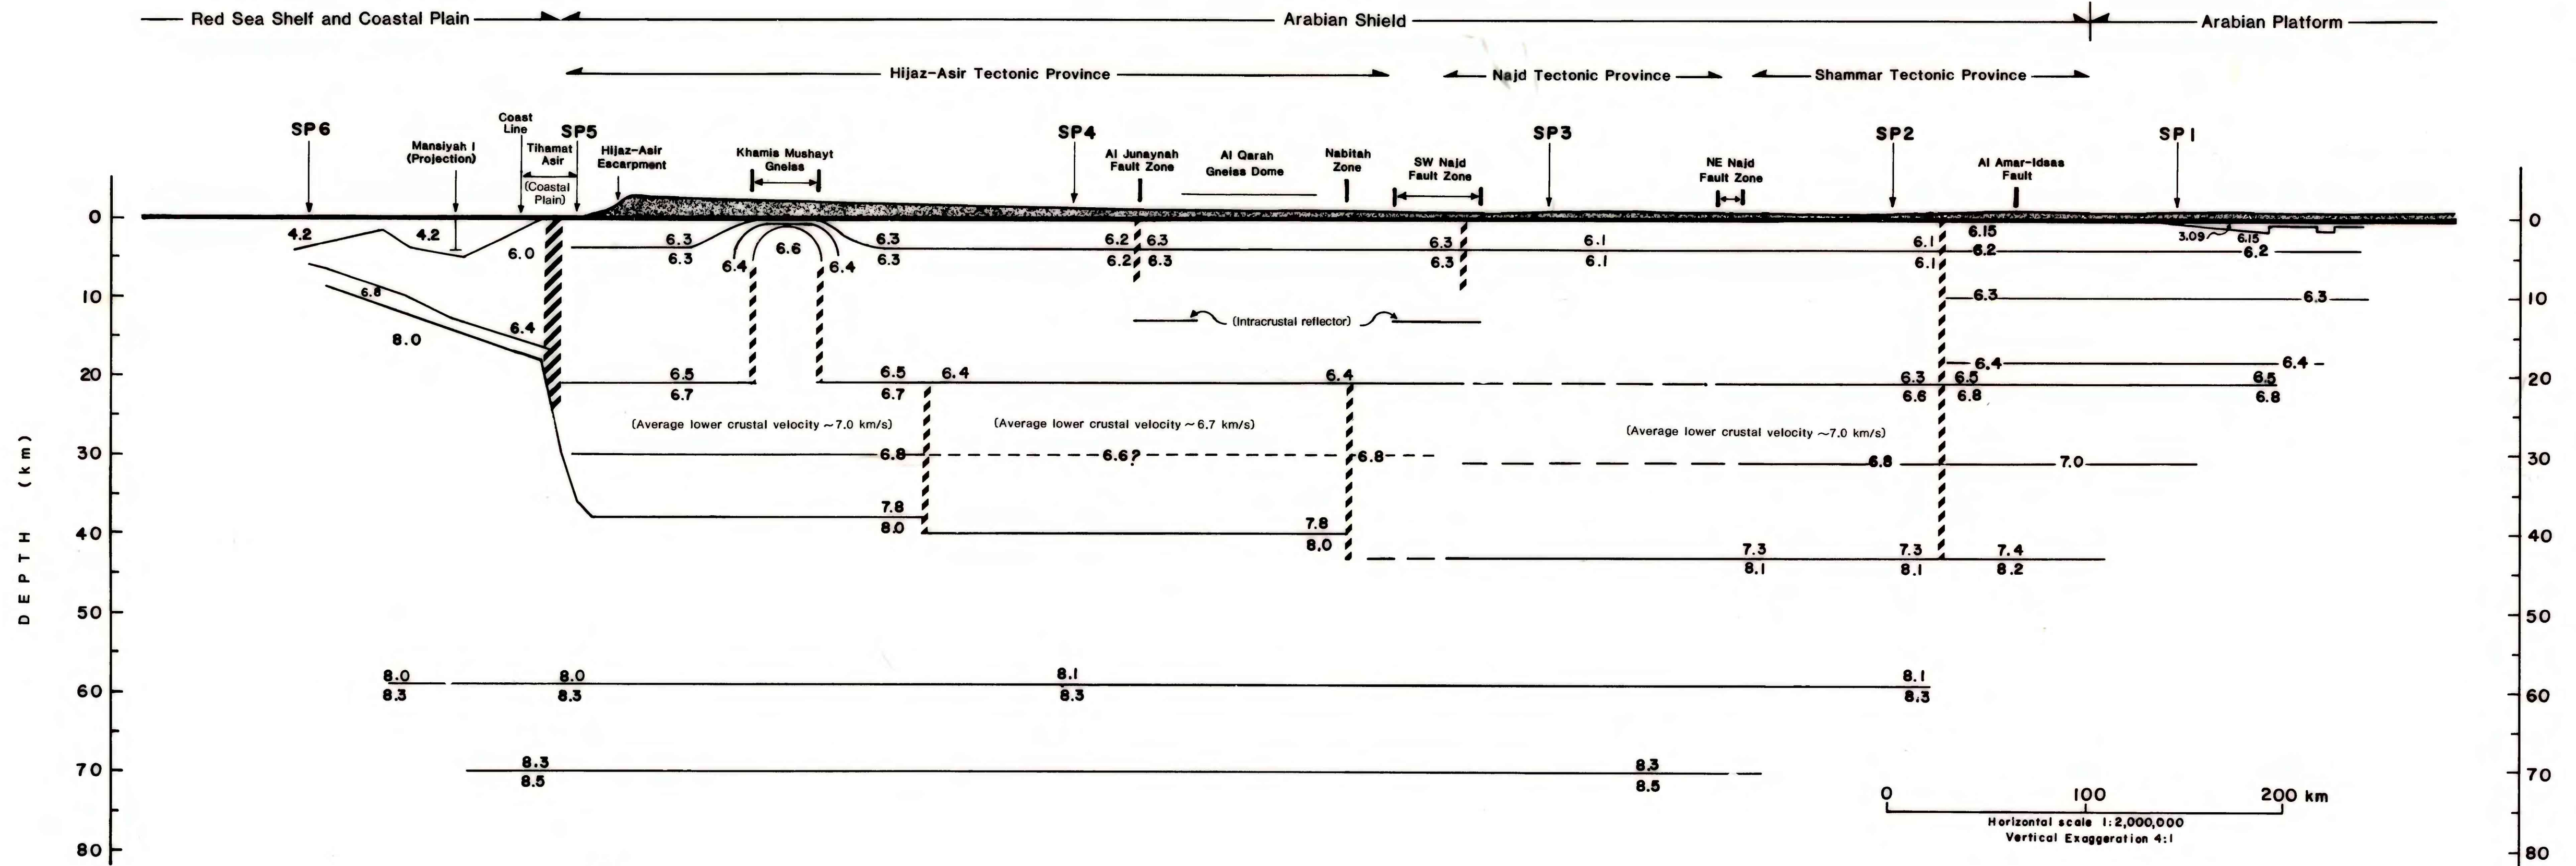 Red Sea Shelf and Coastal Plain
Arabian Shield
Arabian Platform
Hijaz-Asir Tectonic Province
Najd Tectonic Province
Shammar Tectonic Province
SP6
Mansiyah I
(Projection)
Coast
Line
Tihamat
Asir
(Coastal
Plain)
SP5
Hijaz-Asir
Escarpment
Khamis Mushayt
Gneiss
SP4
Al Junaynah
Fault Zone
Al Qarah
Gneiss Dome
Nabitah
Zone
SW Najd
Fault Zone
SP3
NE Najd
Fault Zone
SP2
Al Amar-Idsas
Fault
SP1
0
0
4.2
4.2
6.0
6.3
6.3
6.4
6.6
6.4
6.3
6.3
6.2
6.3
6.2
6.3
6.3
6.3
6.1
6.1
6.1
6.1
6.15
6.2
3.09
6.15
6.2
10
10
6.8
6.4
8.0
(Intracrustal reflector)
6.3
6.3
20
20
6.5
6.7
6.5
6.7
6.4
6.4
6.3
6.6
6.4
6.5
6.8
6.4
6.5
6.8
(Average lower crustal velocity ~7.0 km/s)
(Average lower crustal velocity ~6.7 km/s)
(Average lower crustal velocity ~7.0 km/s)
DEPTH (km)
30
30
6.8
6.6?
6.8
6.8
7.0
40
40
7.8
8.0
7.8
8.0
7.3
8.1
7.3
8.1
7.4
8.2
50
50
60
60
8.0
8.3
8.0
8.3
8.1
8.3
8.1
8.3
70
70
8.3
8.5
8.3
8.5
80
80
0 100 200 km
Horizontal scale 1:2,000,000
Vertical Exaggeration 4:1